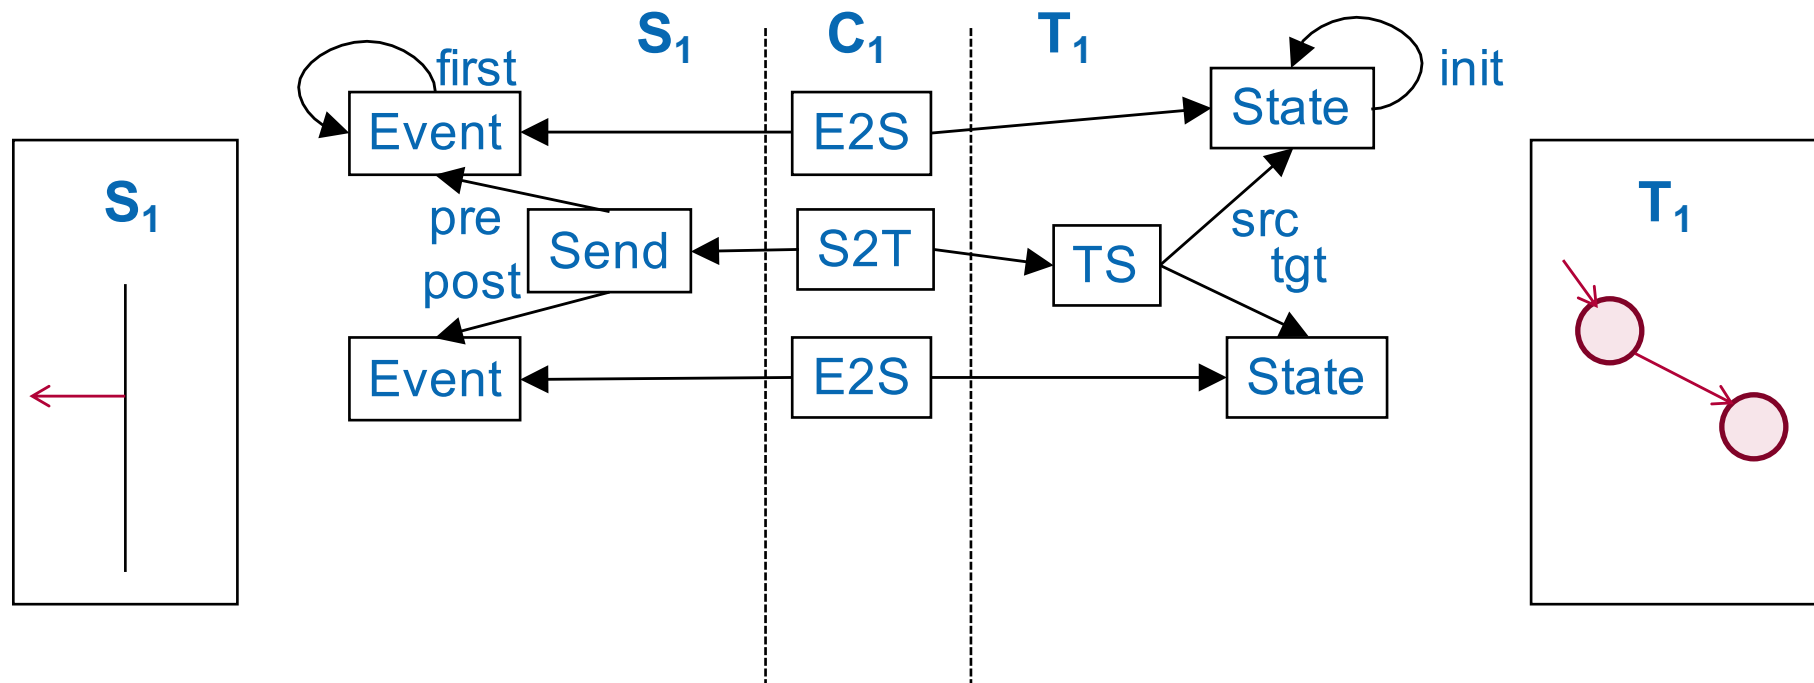 S₁ C₁ T₁
first
init
Event E2S State
S₁
T₁
pre
Send S2T TS
src
post
tgt
Event E2S State